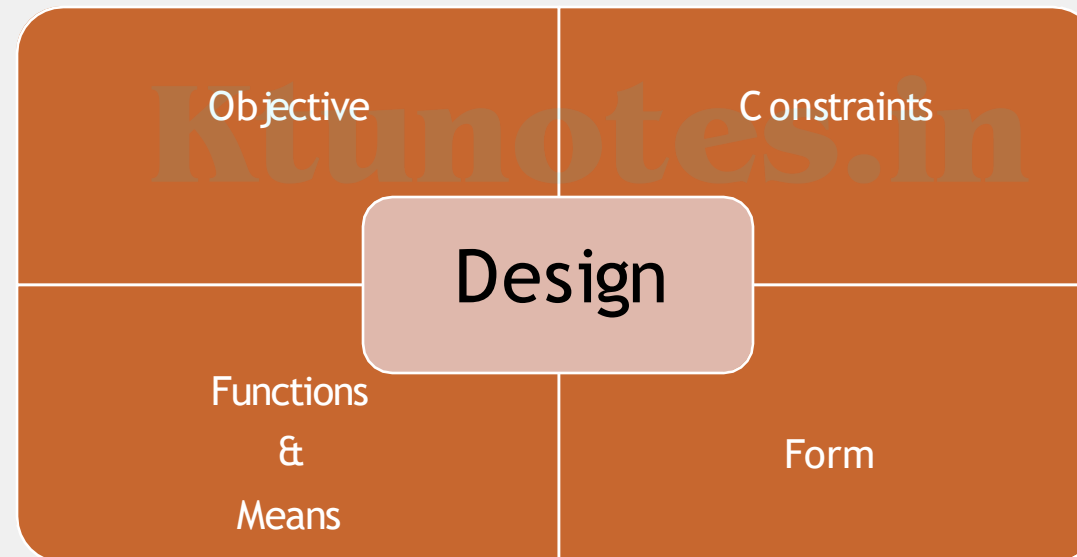 Objective
Constraints
Ktunotes.in
Design
Functions
&
Means
Form